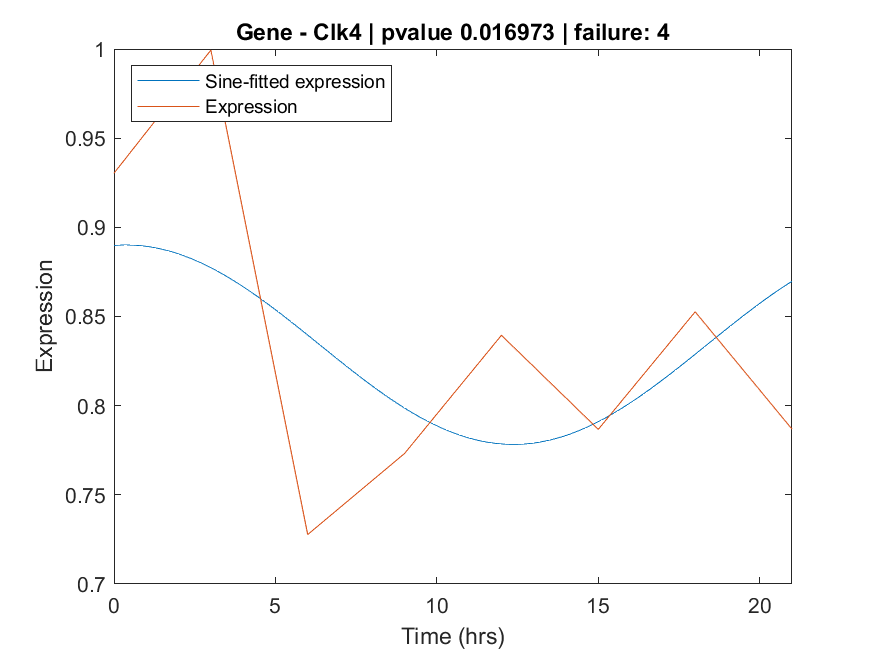 Gene - Clk4 | pvalue 0.016973 | failure: 4
Sine-fitted expression
Expression
1
0.95
0.9
0.85
0.8
0.75
0.7
Expression
0
5
10
15
20
Time (hrs)